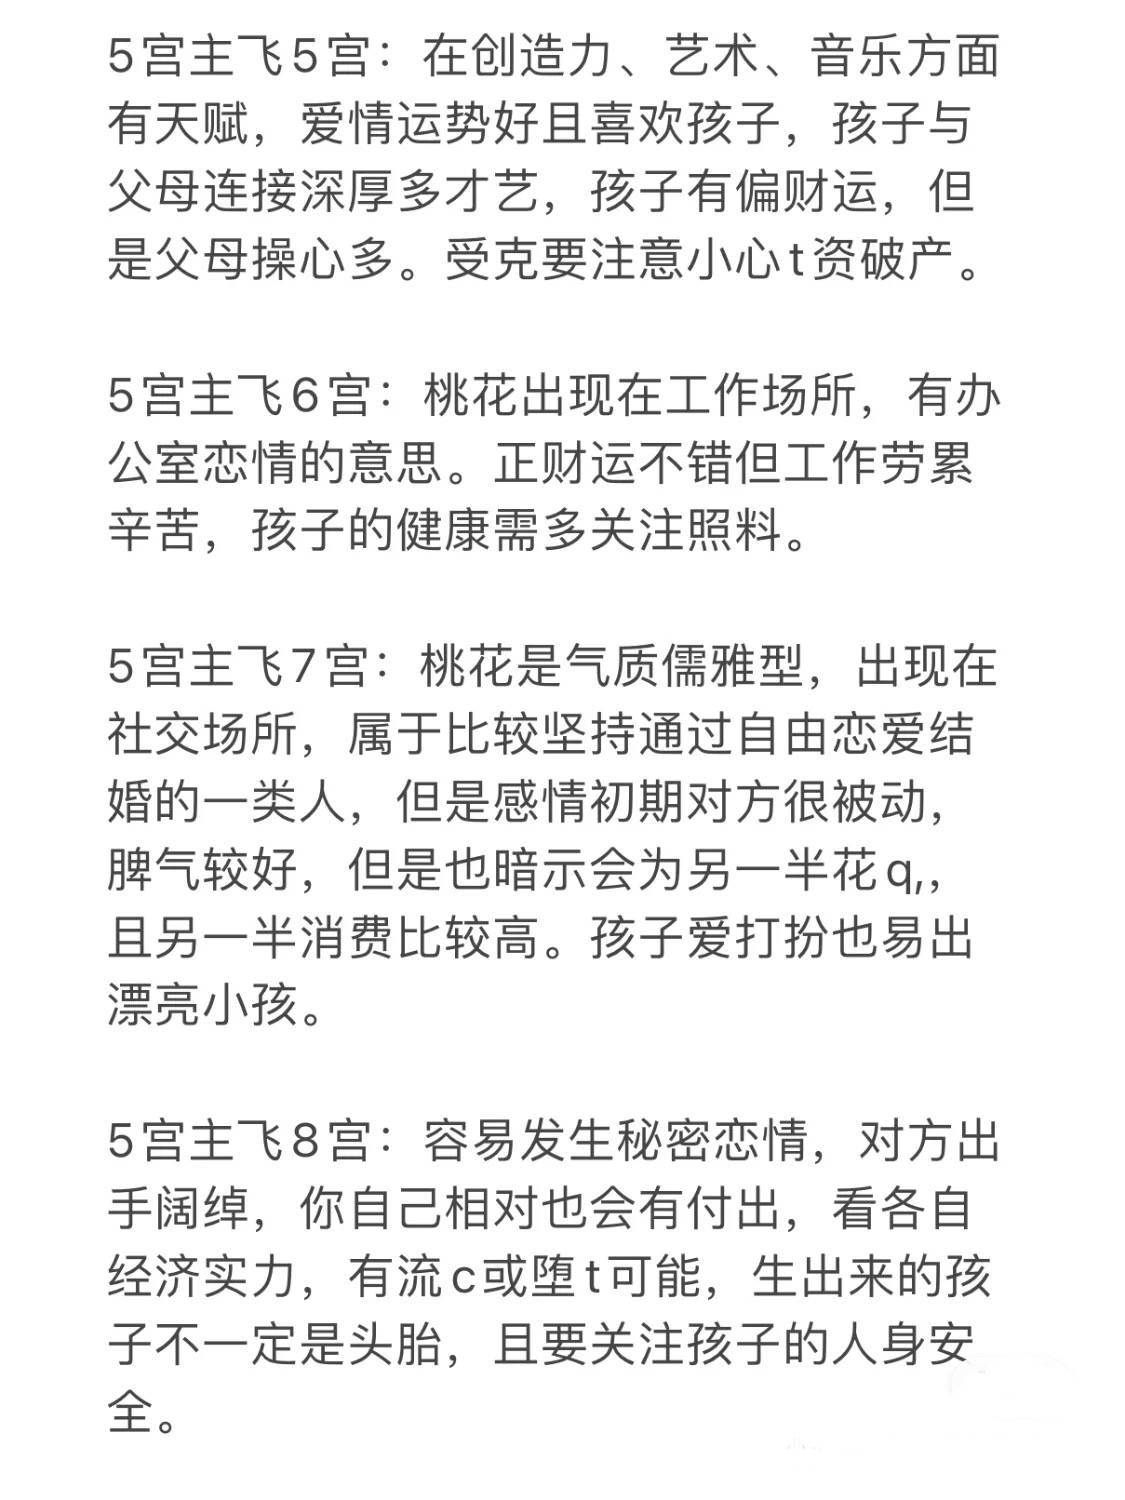 5宫主飞5宫：在创造力、艺术、音乐方面
有天赋，爱情运势好且喜欢孩子，孩子与
父母连接深厚多才艺，孩子有偏财运，但
是父母操心多。受克要注意小心t资破产。
5宫主飞6宫：桃花出现在工作场所，有办
公室恋情的意思。正财运不错但工作劳累
辛苦，孩子的健康需多关注照料。
5宫主飞7宫：桃花是气质儒雅型，出现在
社交场所，属于比较坚持通过自由恋爱结
婚的一类人，但是感情初期对方很被动，
脾气较好，但是也暗示会为另一半花q,，
且另一半消费比较高。孩子爱打扮也易出
漂亮小孩。
5宫主飞8宫：容易发生秘密恋情，对方出
手阔绰，你自己相对也会有付出，看各自
经济实力，有流c或堕t可能，生出来的孩
子不一定是头胎，且要关注孩子的人身安
全。